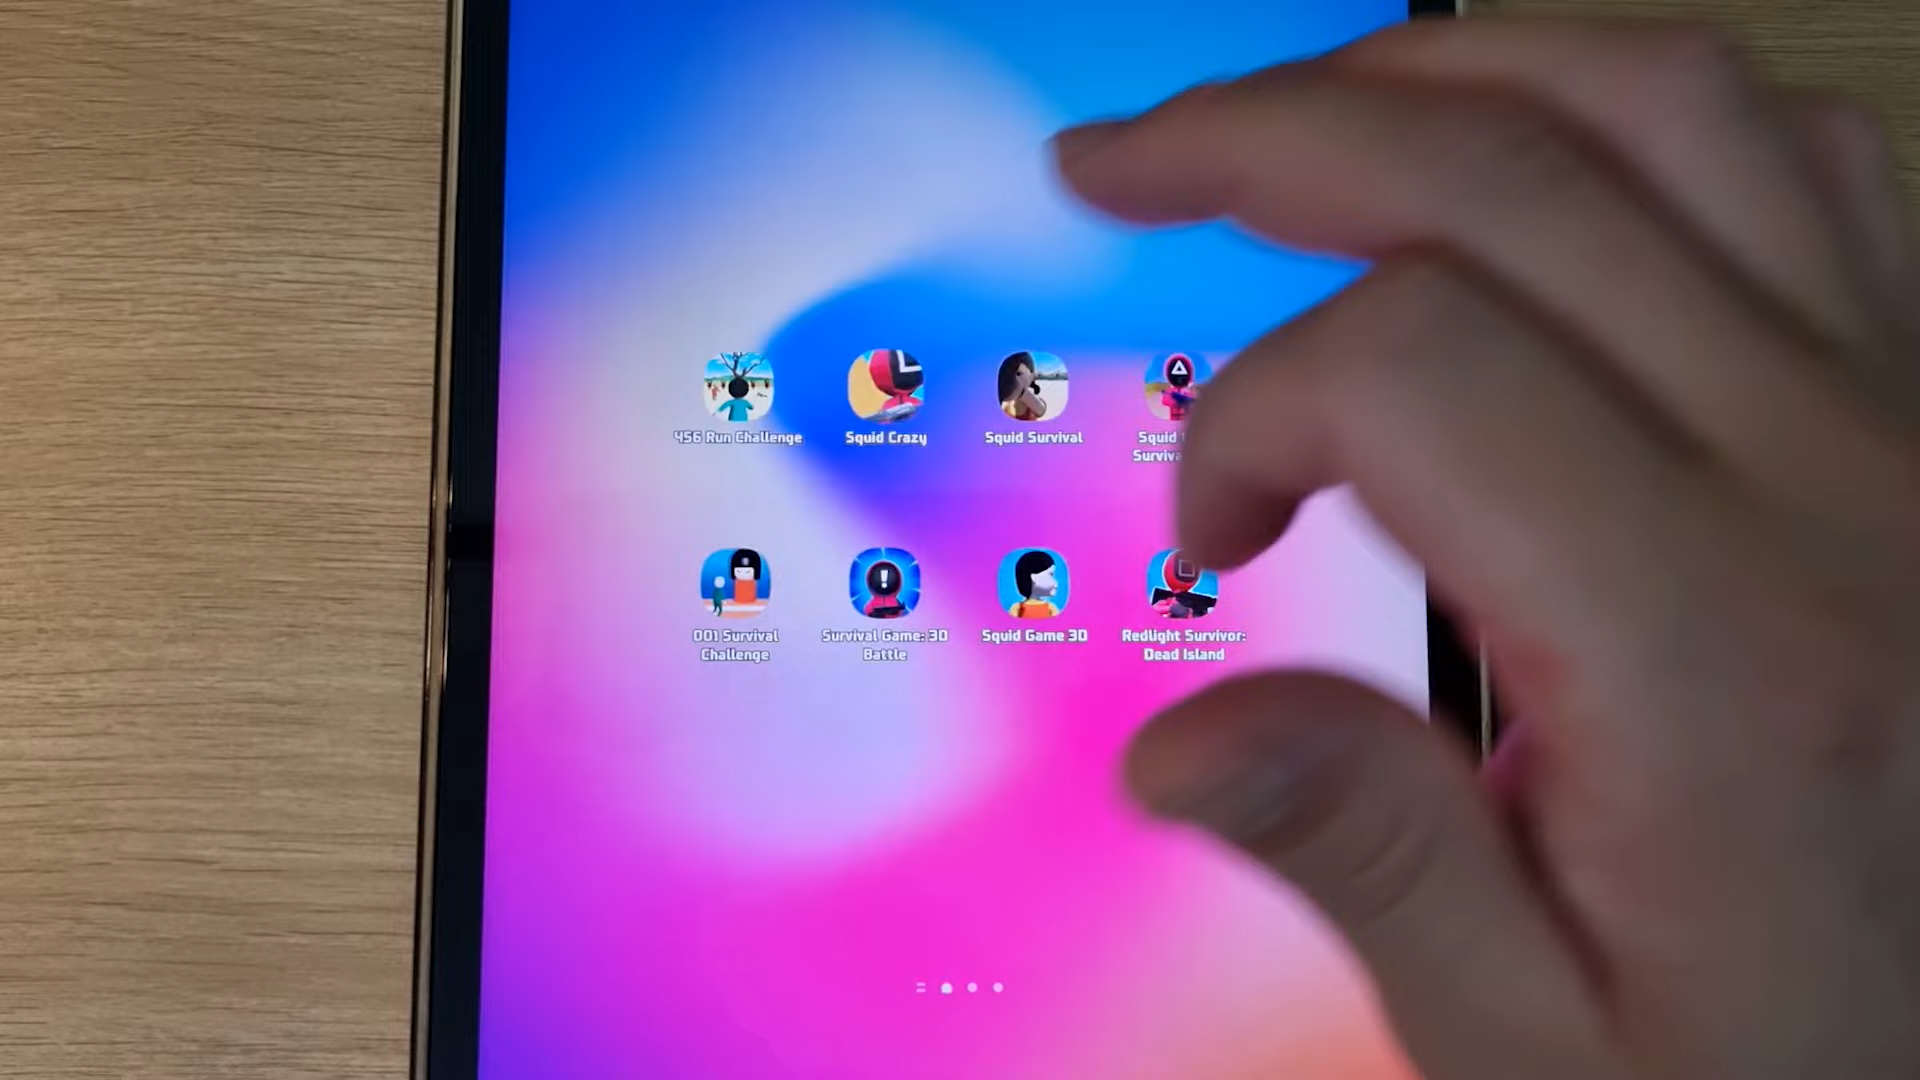 456 Run Challenge
Squid Crazy
Squid Survival
Squid
001 Survival
Challenge
Survival Game: 3D
Battle
Squid Game 3D
Redlight Survivor:
Dead Island